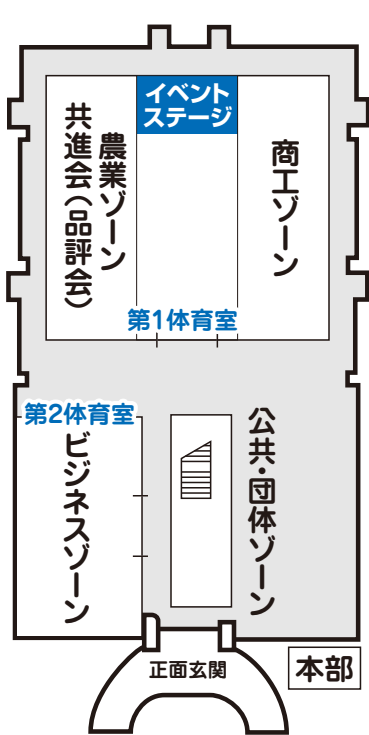 イベント
ステージ
農業ゾーン
共進会(品評会)
商工ゾーン
第1体育室
第2体育室
ビジネスゾーン
公共・団体ゾーン
正面玄関
本部